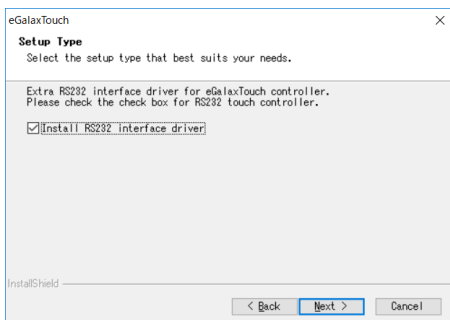 eGalaxTouch
Setup Type
Select the setup type that best suits your needs.
Extra RS232 interface driver for eGalaxTouch controller.
Please check the check box for RS232 touch controller.
Install RS232 interface driver
InstallShield
< Back Next > Cancel